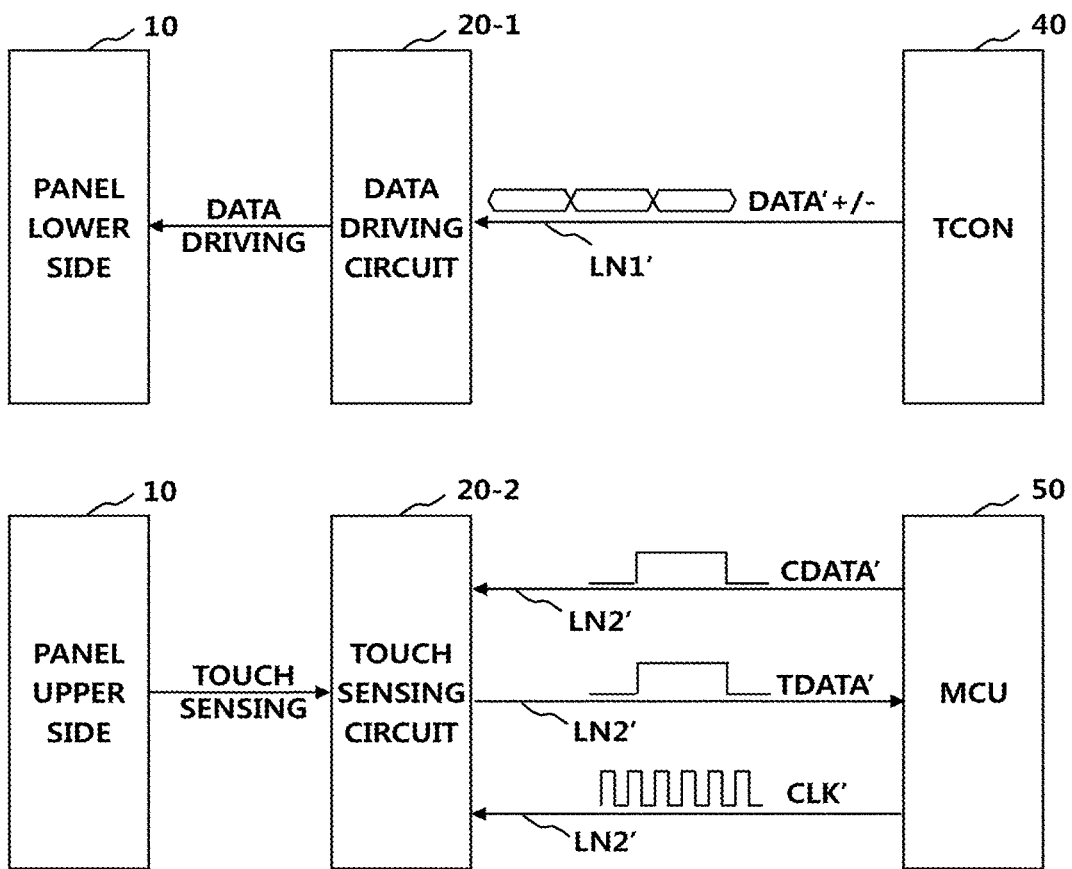 10
20-1
40
PANEL
LOWER
SIDE
DATA
DRIVING
DATA
DRIVING
CIRCUIT
DATA'+/-
LN1'
TCON
10
20-2
50
PANEL
UPPER
SIDE
TOUCH
SENSING
TOUCH
SENSING
CIRCUIT
CDATA'
LN2'
TDATA'
LN2'
CLK'
LN2'
MCU